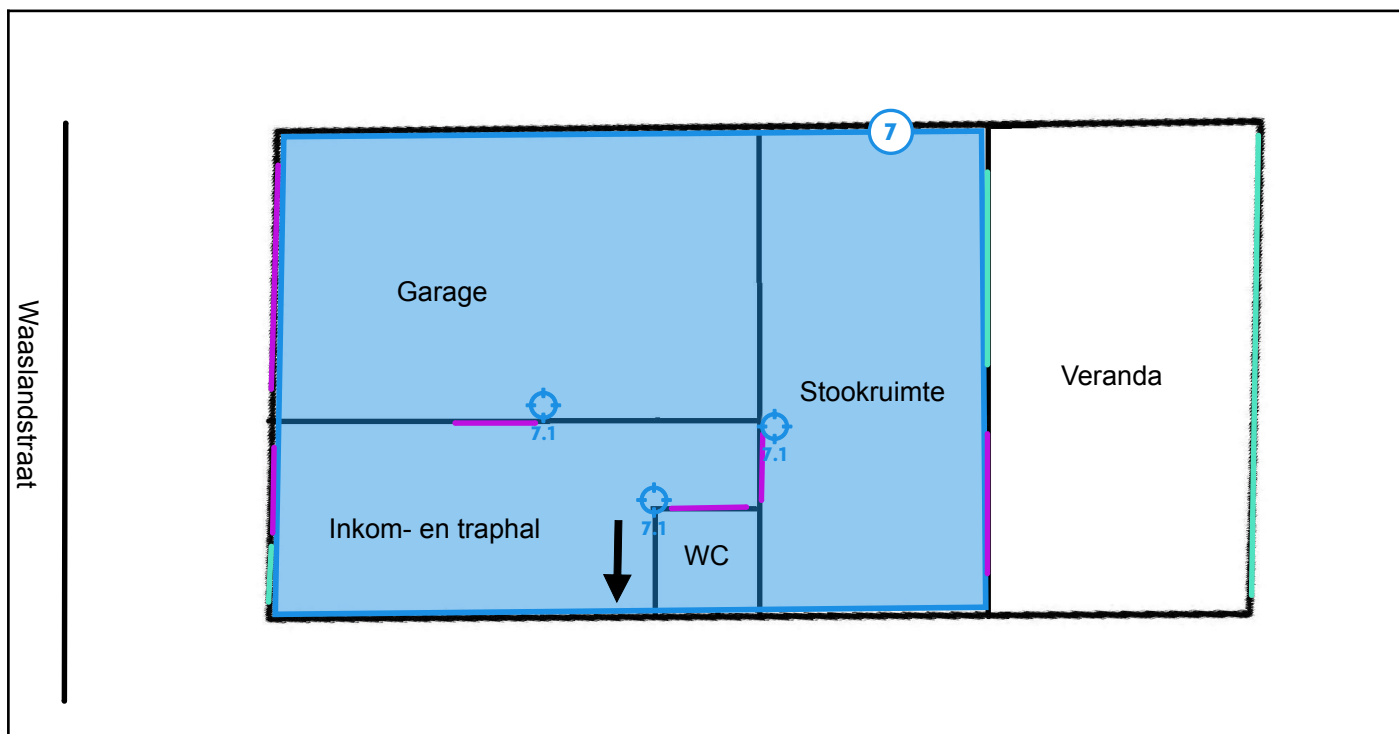 7
Garage
Waaslandstraat
Veranda
Stookruimte
7.1
7.1
Inkom- en traphal
7.1
WC